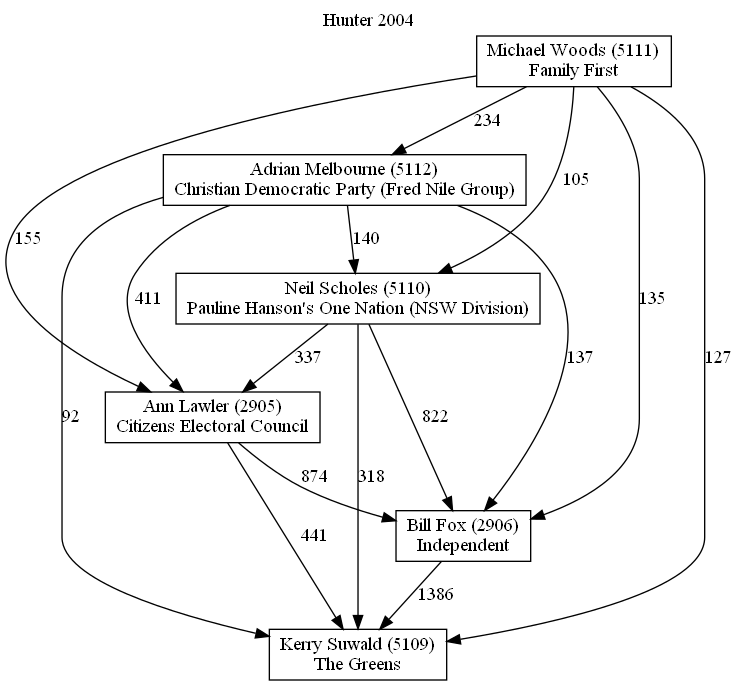 Hunter 2004
Michael Woods (5111)
Family First
234
Adrian Melbourne (5112)
Christian Democratic Party (Fred Nile Group)
105
155
140
411
Neil Scholes (5110)
Pauline Hanson's One Nation (NSW Division)
135
337
137
127
Ann Lawler (2905)
Citizens Electoral Council
92
822
874
318
Bill Fox (2906)
Independent
441
1386
Kerry Suwald (5109)
The Greens